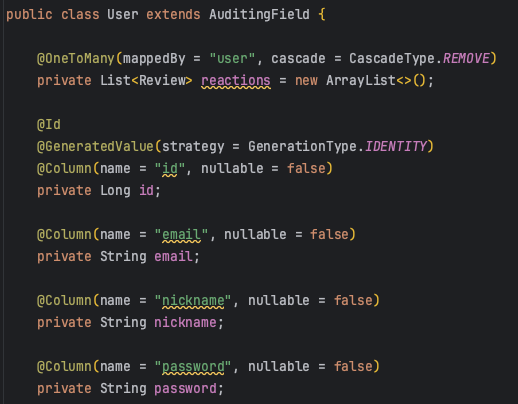 public class User extends AuditingField {
@OneToMany(mappedBy = "user", cascade = CascadeType.REMOVE)
private List<Review> reactions = new ArrayList<>();
@Id
@GeneratedValue(strategy = GenerationType.IDENTITY)
@Column(name = "id", nullable = false)
private Long id;
@Column(name = "email", nullable = false)
private String email;
@Column(name = "nickname", nullable = false)
private String nickname;
@Column(name = "password", nullable = false)
private String password;